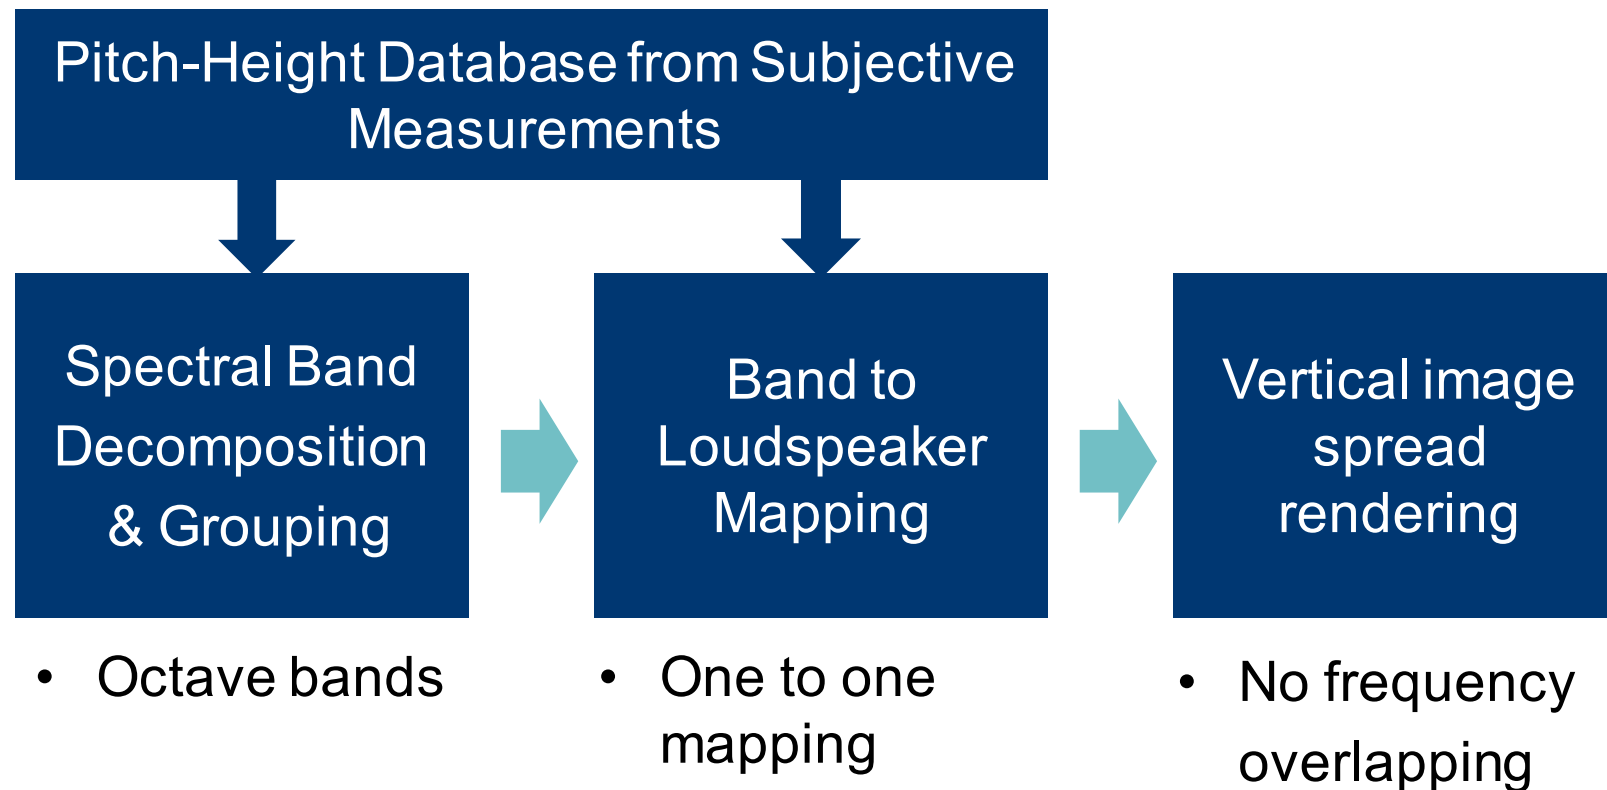 Pitch-Height Database from Subjective
Measurements
Spectral Band
Decomposition
& Grouping
Band to
Loudspeaker
Mapping
Vertical image
spread
rendering
• Octave bands
• One to one
mapping
• No frequency
overlapping